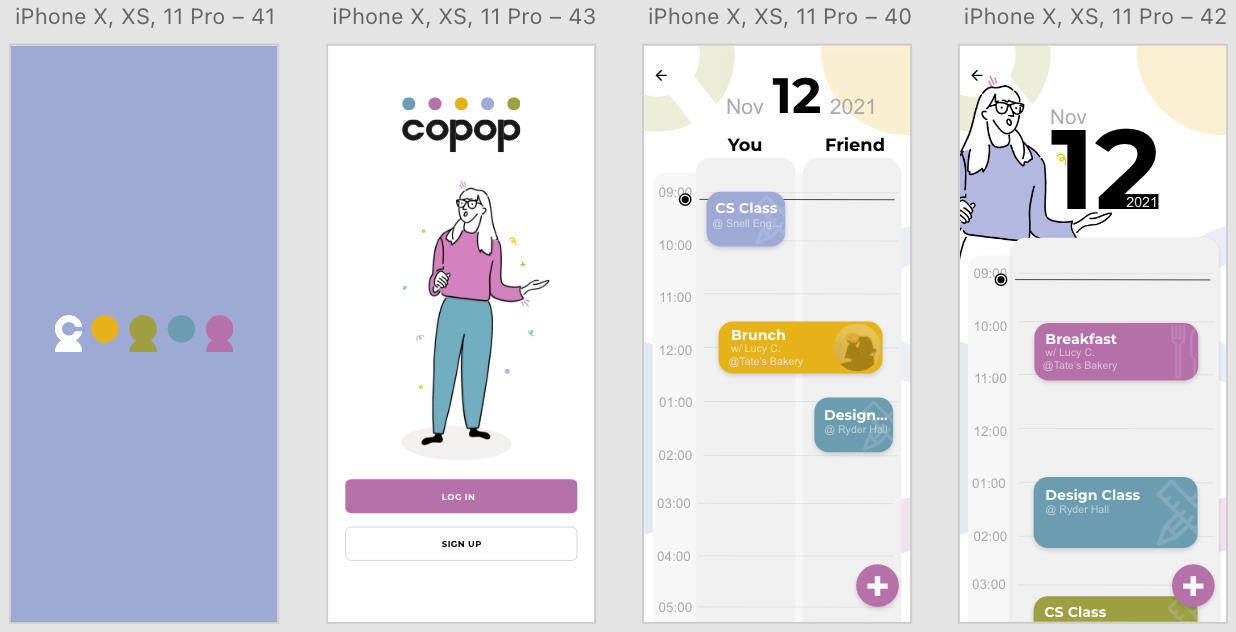 iPhone X, XS, 11 Pro – 41
iPhone X, XS, 11 Pro – 43
copop
LOG IN
SIGN UP
iPhone X, XS, 11 Pro – 40
Nov 12 2021
You Friend
09:00
CS Class
@ Snell Eng...
10:00
11:00
Brunch
w/ Lucy C.
@Tate's Bakery
12:00
01:00
Design...
@ Ryder Hall
02:00
03:00
04:00
05:00
iPhone X, XS, 11 Pro – 42
Nov
12
2021
09:00
10:00
Breakfast
w/ Lucy C.
@Tate's Bakery
11:00
12:00
01:00
Design Class
@ Ryder Hall
02:00
03:00
CS Class